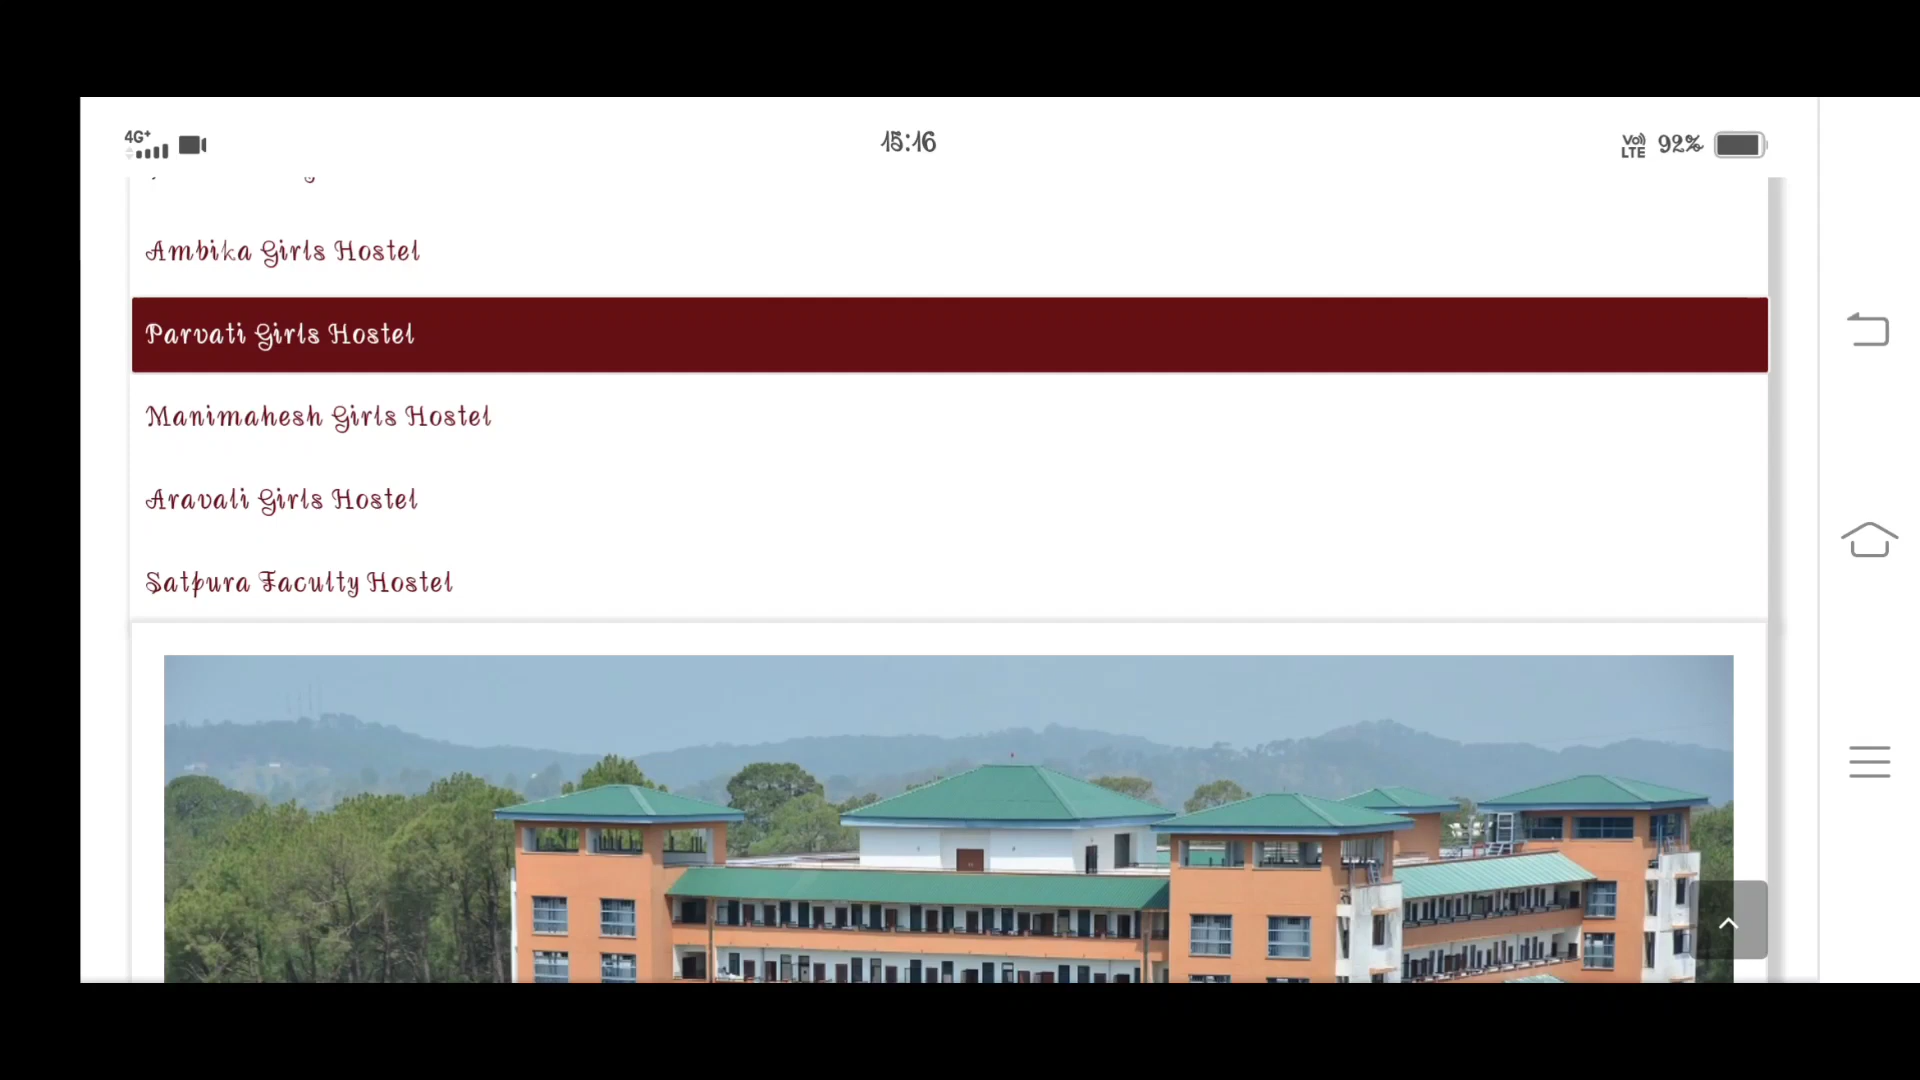 4G+
15:16
Vo))
LTE
92%
Ambika Girls Hostel
Parvati Girls Hostel
Manimahesh Girls Hostel
Aravali Girls Hostel
Satpura Faculty Hostel